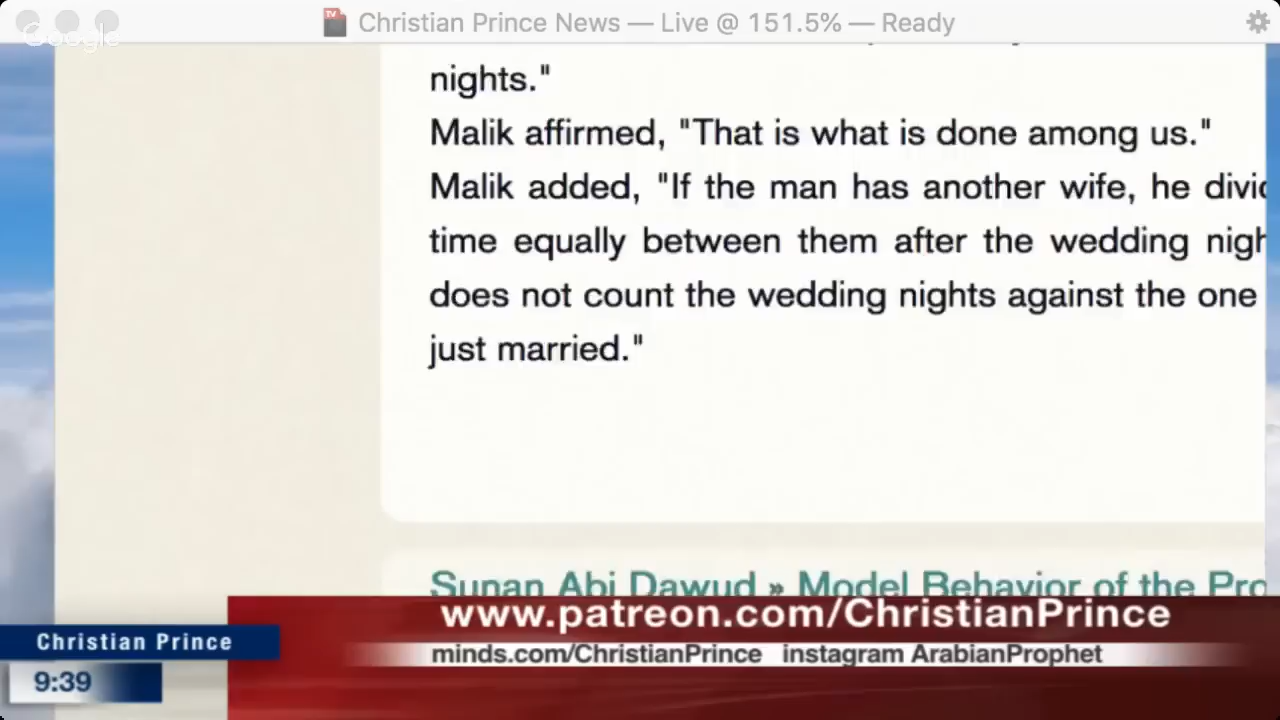 Christian Prince News — Live @ 151.5% — Ready
Google
nights."
Malik affirmed, "That is what is done among us."
Malik added, "If the man has another wife, he
time equally between them after the wedding
does not count the wedding nights against the one
just married."
Sunan Abi Dawud » Model Behavior of the
www.patreon.com/ChristianPrince
Christian Prince
minds.com/ChristianPrince instagram ArabianProphet
9:39